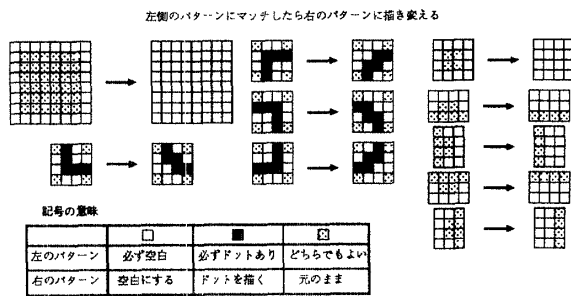 左側のパターンにマッチしたら右のパターンに描き変える
記号の意味
左のパターン 必ず空白 必ずドットあり どちらでもよい
右のパターン 空白にする ドットを描く 元のまま